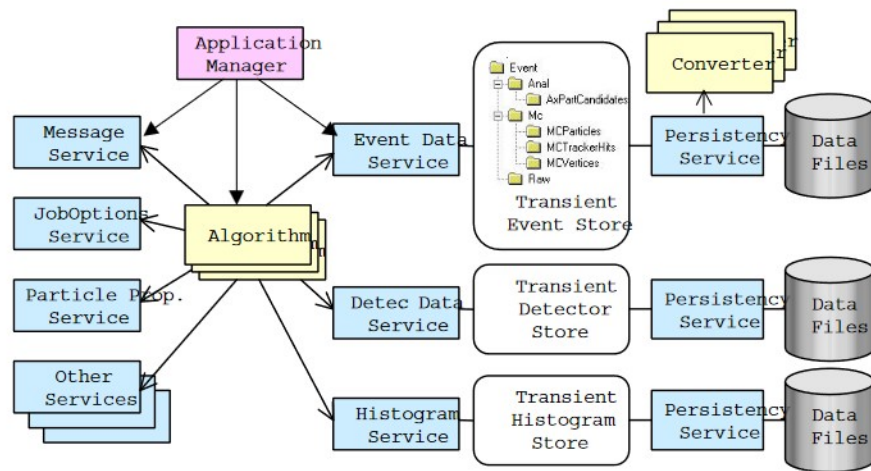 Application
Manager
Message
Service
JobOptions
Service
Particle Prop.
Service
Other
Services
Algorithm
Event Data
Service
Detec Data
Service
Histogram
Service
Event
Anal
AxPartCandidates
Mc
MCParticles
MCTrackerHits
MCVertices
Raw
Transient
Event Store
Transient
Detector
Store
Transient
Histogram
Store
Converter
Persistency
Service
Persistency
Service
Persistency
Service
Data
Files
Data
Files
Data
Files